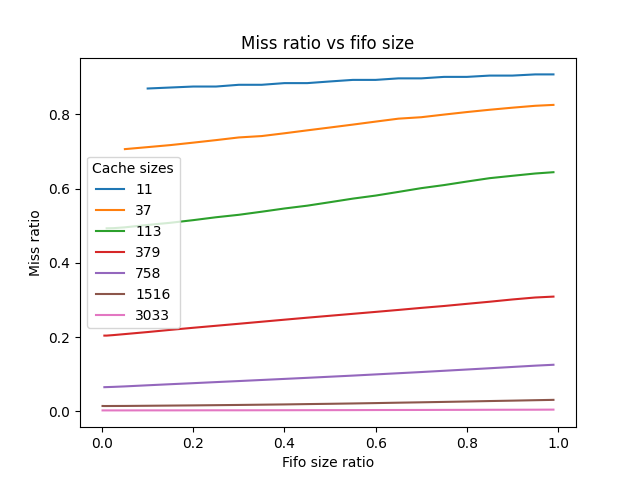 Miss ratio vs fifo size
Miss ratio
0.8
0.6
0.4
0.2
0.0
Cache sizes
11
37
113
379
758
1516
3033
0.0 0.2 0.4 0.6 0.8 1.0
Fifo size ratio